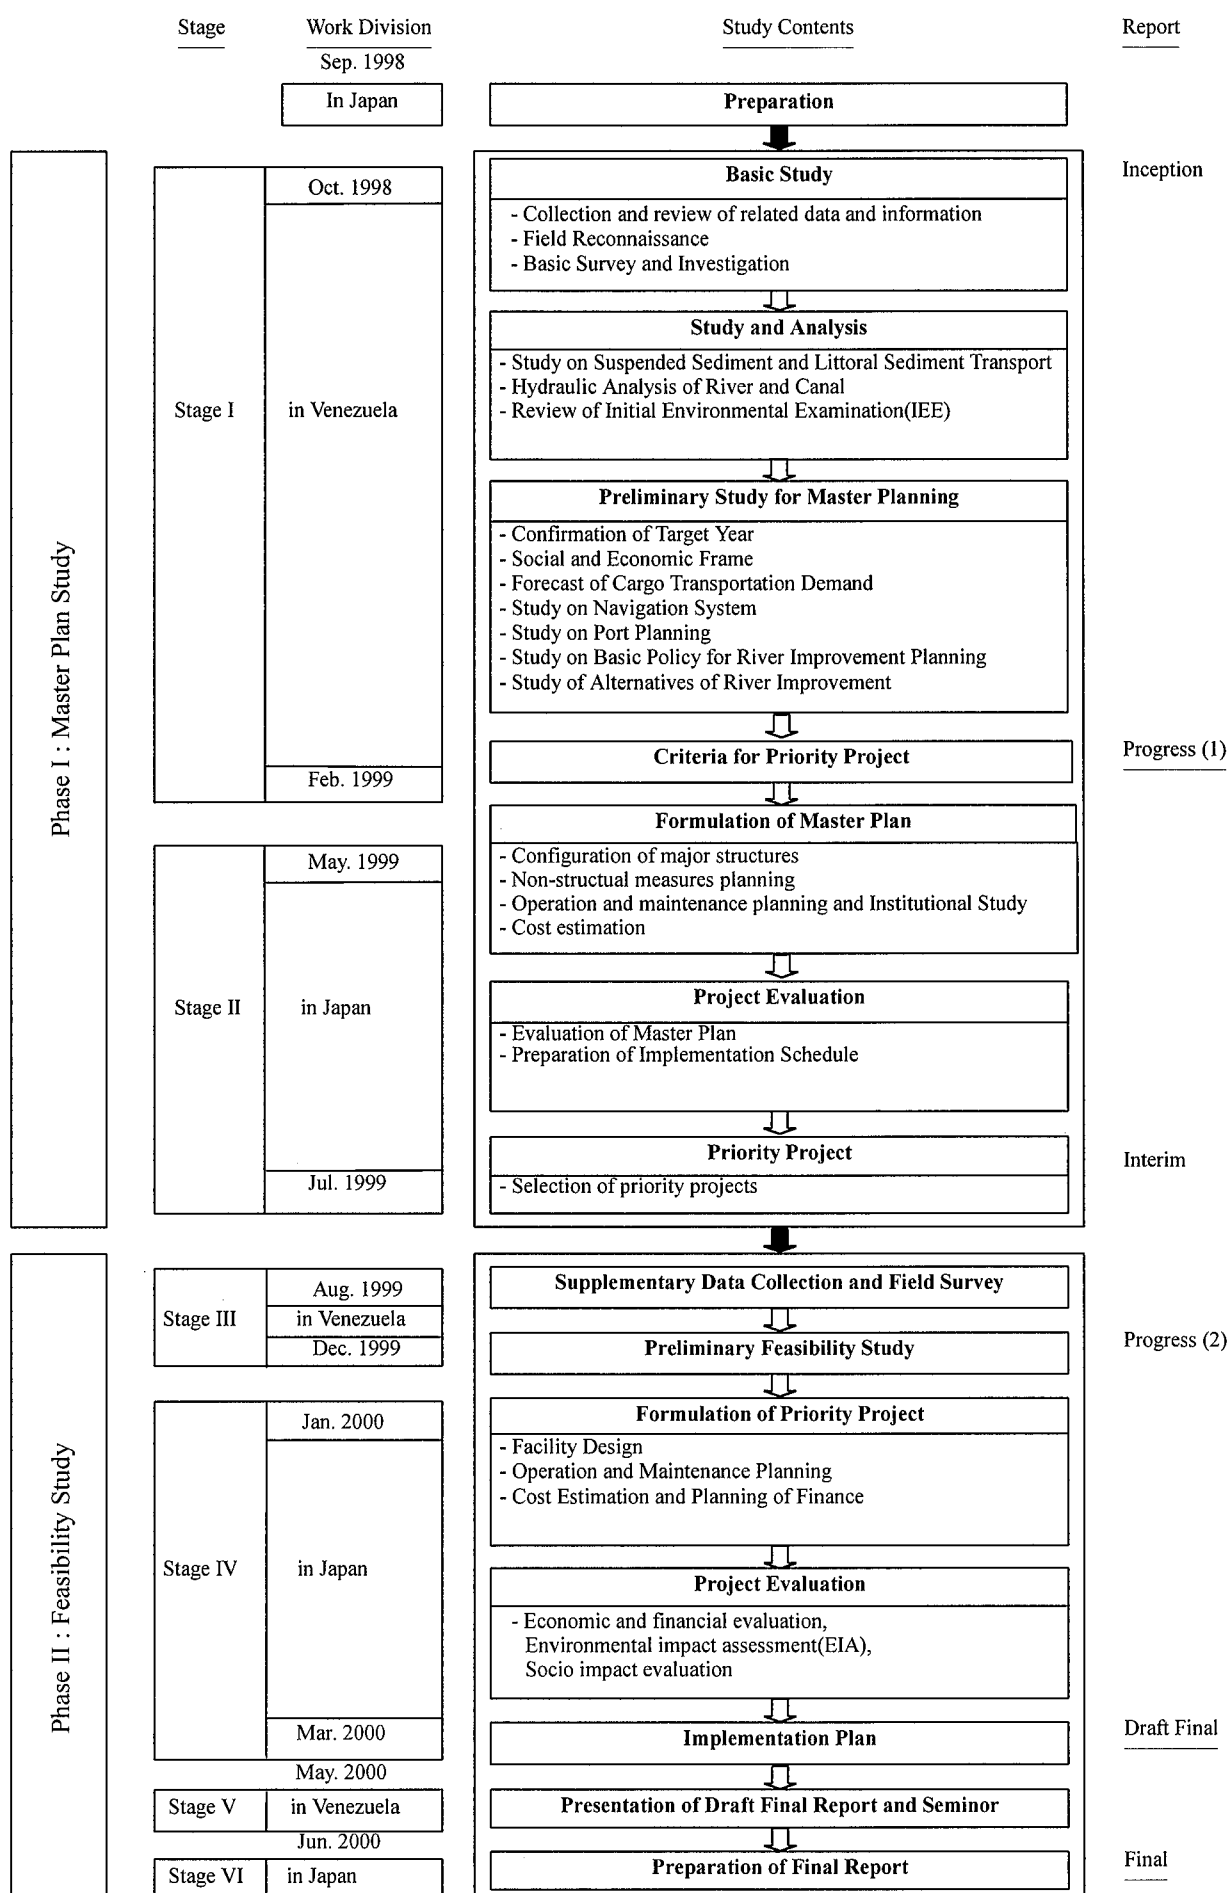 Stage
Work Division
Study Contents
Report
Sep. 1998
In Japan
Preparation
Phase I : Master Plan Study
Stage I
Oct. 1998
in Venezuela
Feb. 1999
Basic Study
- Collection and review of related data and information
- Field Reconnaissance
- Basic Survey and Investigation
Inception
Study and Analysis
- Study on Suspended Sediment and Littoral Sediment Transport
- Hydraulic Analysis of River and Canal
- Review of Initial Environmental Examination(IEE)
Preliminary Study for Master Planning
- Confirmation of Target Year
- Social and Economic Frame
- Forecast of Cargo Transportation Demand
- Study on Navigation System
- Study on Port Planning
- Study on Basic Policy for River Improvement Planning
- Study of Alternatives of River Improvement
Criteria for Priority Project
Progress (1)
Stage II
May. 1999
in Japan
Jul. 1999
Formulation of Master Plan
- Configuration of major structures
- Non-structual measures planning
- Operation and maintenance planning and Institutional Study
- Cost estimation
Project Evaluation
- Evaluation of Master Plan
- Preparation of Implementation Schedule
Priority Project
- Selection of priority projects
Interim
Phase II : Feasibility Study
Stage III
Aug. 1999
in Venezuela
Dec. 1999
Supplementary Data Collection and Field Survey
Preliminary Feasibility Study
Progress (2)
Stage IV
Jan. 2000
in Japan
Mar. 2000
Formulation of Priority Project
- Facility Design
- Operation and Maintenance Planning
- Cost Estimation and Planning of Finance
Project Evaluation
- Economic and financial evaluation,
Environmental impact assessment(EIA),
Socio impact evaluation
Implementation Plan
Draft Final
May. 2000
Stage V
in Venezuela
Presentation of Draft Final Report and Seminor
Jun. 2000
Stage VI
in Japan
Preparation of Final Report
Final